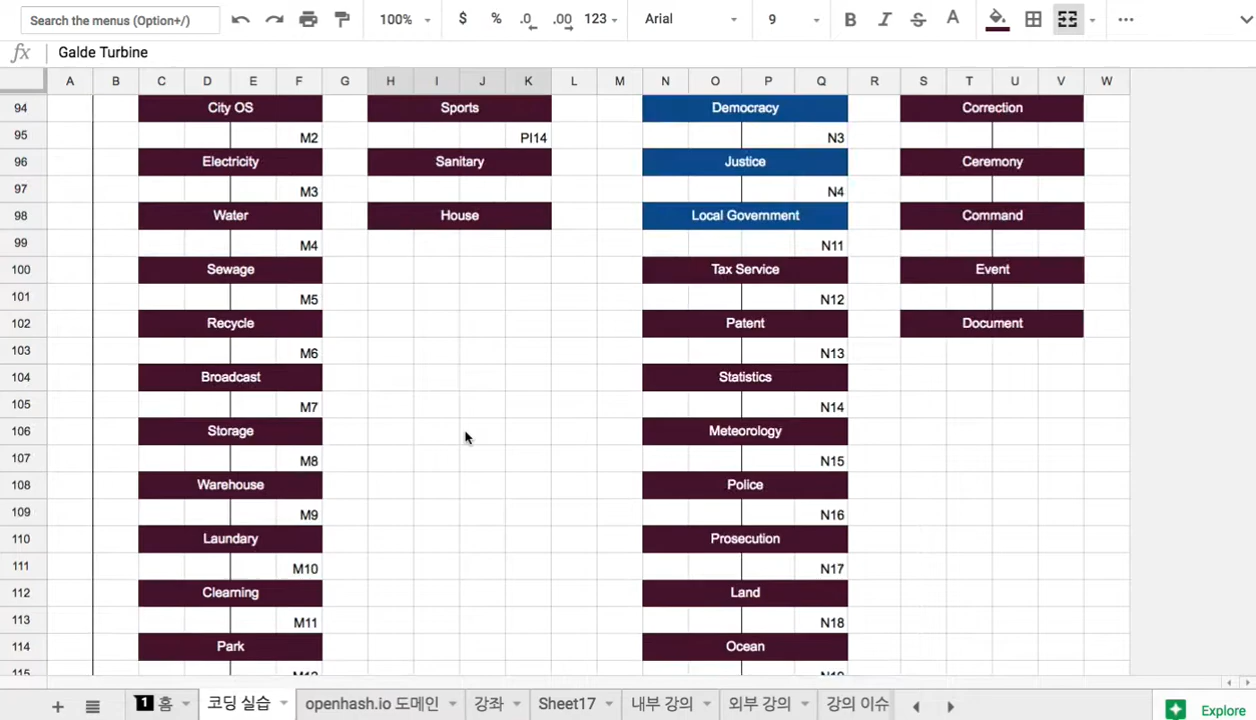 Search the menus (Option+/) 100% $ % .0 .00 123 Arial 9 B I S A
fx Galde Turbine
A B C D E F G H I J K L M N O P Q R S T U V W
94 City OS Sports Democracy Correction
95 M2 PI14 N3
96 Electricity Sanitary Justice Ceremony
97 M3 N4
98 Water House Local Government Command
99 M4 N11
100 Sewage Tax Service Event
101 M5 N12
102 Recycle Patent Document
103 M6 N13
104 Broadcast Statistics
105 M7 N14
106 Storage Meteorology
107 M8 N15
108 Warehouse Police
109 M9 N16
110 Laundary Prosecution
111 M10 N17
112 Clearning Land
113 M11 N18
114 Park Ocean
115
1 홈 코딩 실습 openhash.io 도메인 강좌 Sheet17 내부 강의 외부 강의 강의 이슈 Explore